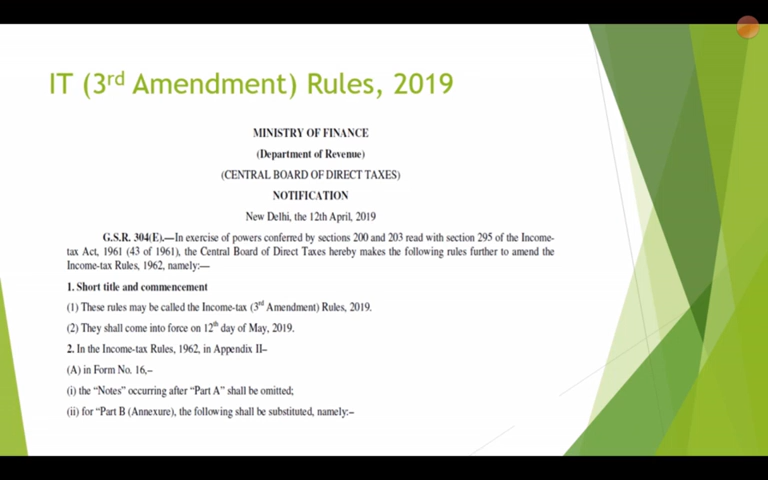 IT (3rd Amendment) Rules, 2019
MINISTRY OF FINANCE
(Department of Revenue)
(CENTRAL BOARD OF DIRECT TAXES)
NOTIFICATION
New Delhi, the 12th April, 2019
G.S.R. 304(E).—In exercise of powers conferred by sections 200 and 203 read with section 295 of the Income-
tax Act, 1961 (43 of 1961), the Central Board of Direct Taxes hereby makes the following rules further to amend the
Income-tax Rules, 1962, namely:—
1. Short title and commencement
(1) These rules may be called the Income-tax (3rd Amendment) Rules, 2019.
(2) They shall come into force on 12th day of May, 2019.
2. In the Income-tax Rules, 1962, in Appendix II–
(A) in Form No. 16,–
(i) the “Notes” occurring after “Part A” shall be omitted;
(ii) for “Part B (Annexure), the following shall be substituted, namely:–